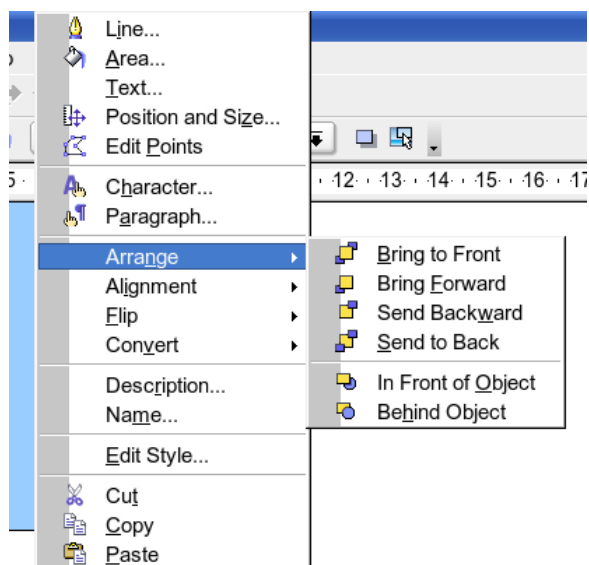 Line...
Area...
Text...
Position and Size...
Edit Points
12 · 13 · 14 · 15 · 16 · 17
Character...
Paragraph...
Arrange
Bring to Front
Alignment
Bring Forward
Flip
Send Backward
Convert
Send to Back
Description...
In Front of Object
Name...
Behind Object
Edit Style...
Cut
Copy
Paste